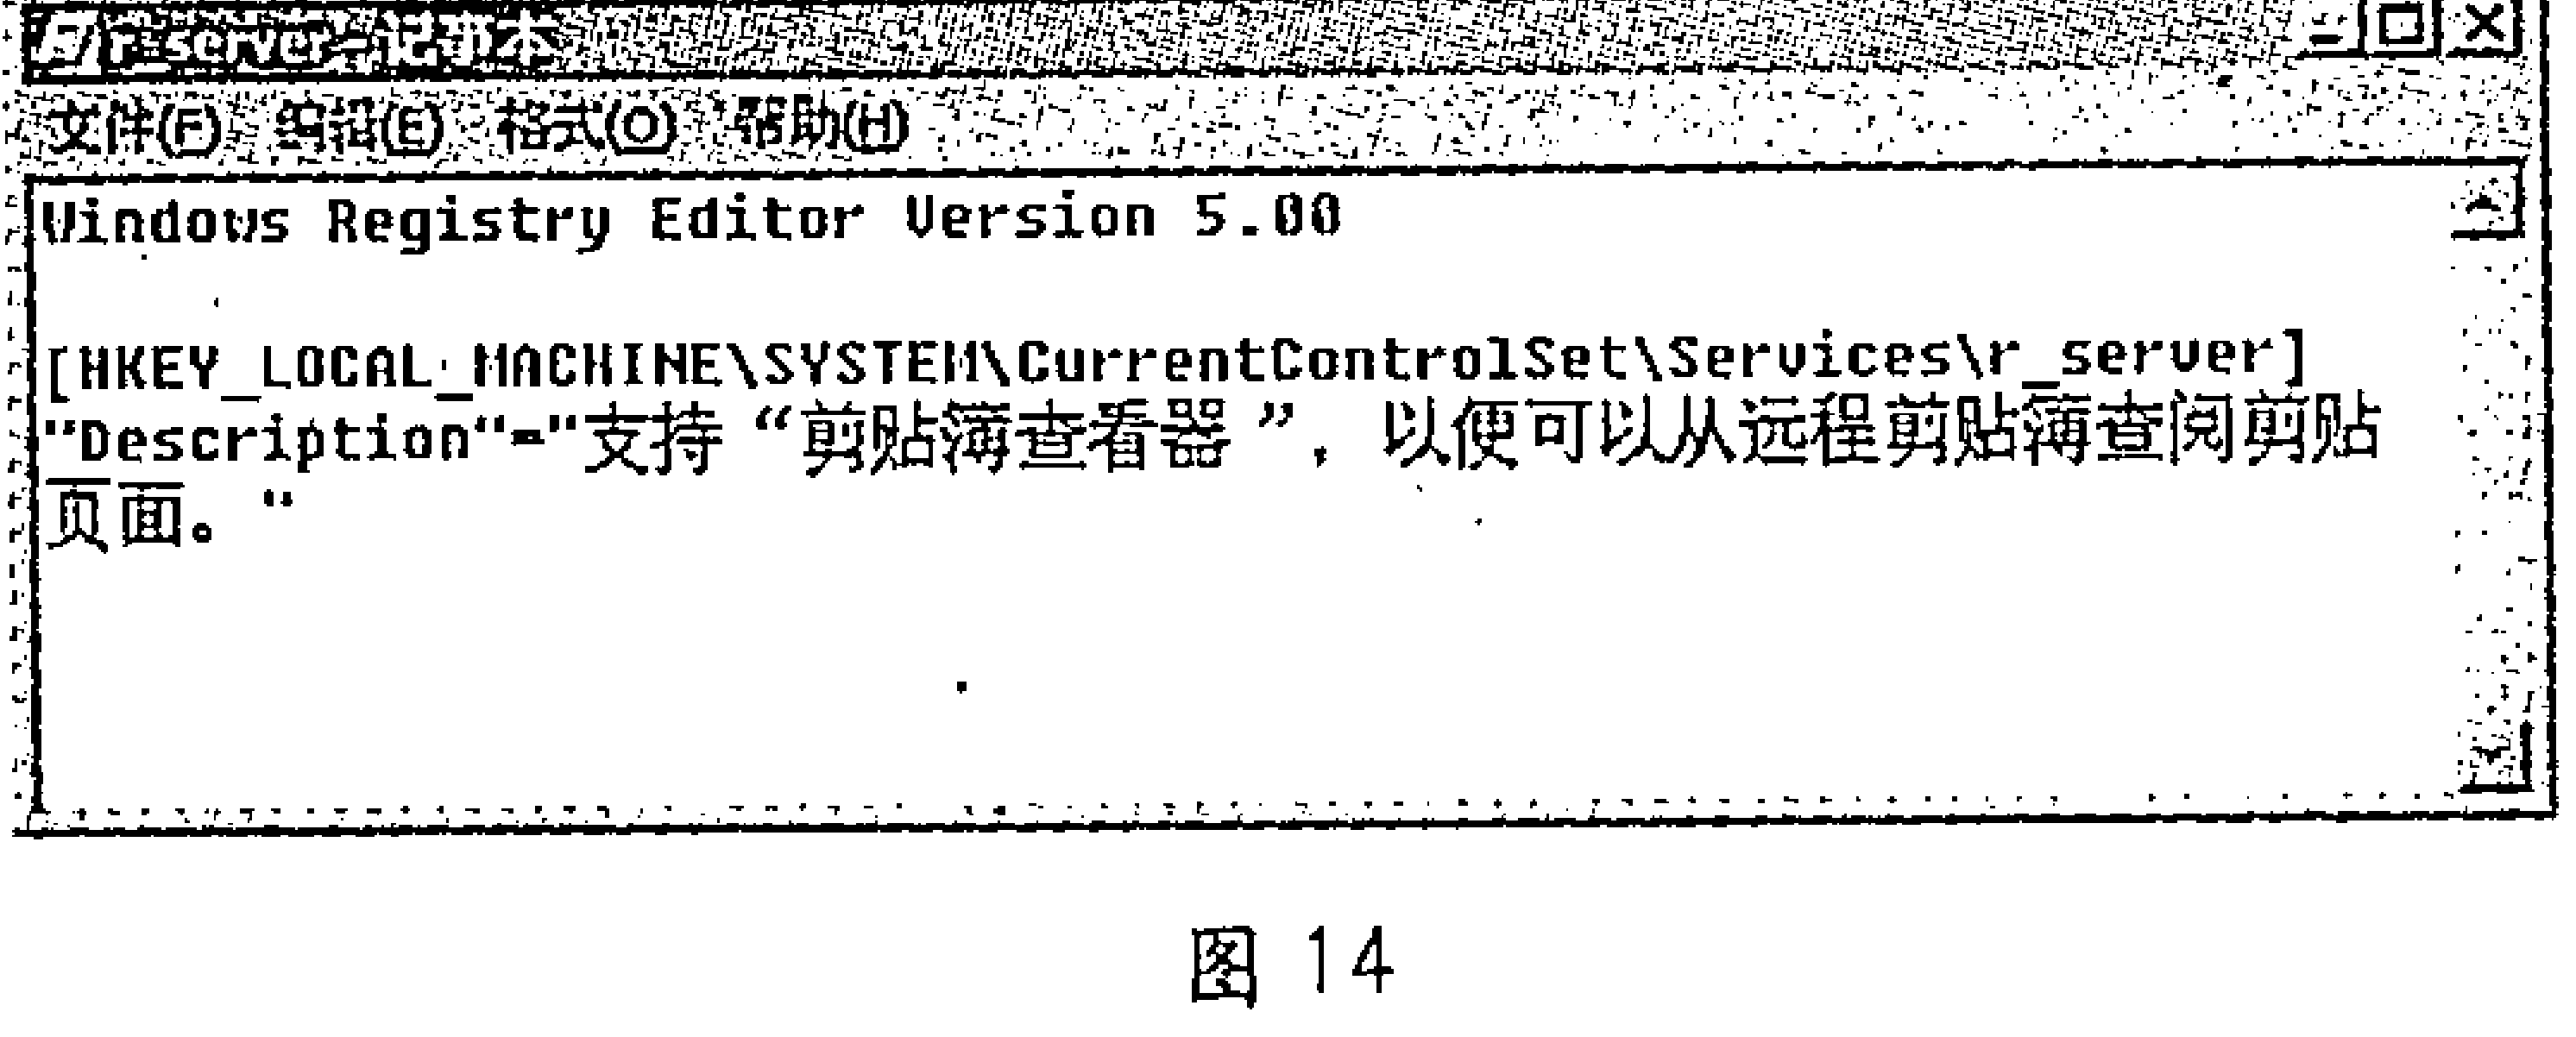 r_server - 记事本
文件(F) 编辑(E) 格式(O) 帮助(H)
Windows Registry Editor Version 5.00
[HKEY_LOCAL_MACHINE\SYSTEM\CurrentControlSet\Services\r_server]
"Description"="支持“剪贴簿查看器”，以便可以从远程剪贴簿查阅剪贴
页面。"
图 14